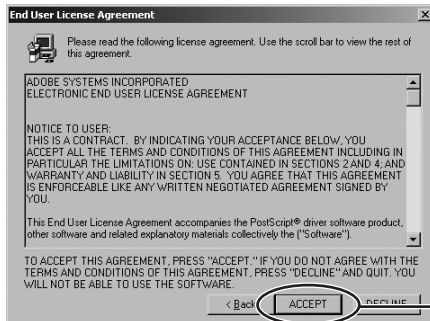 End User License Agreement
Please read the following license agreement. Use the scroll bar to view the rest of
this agreement.
ADOBE SYSTEMS INCORPORATED
ELECTRONIC END USER LICENSE AGREEMENT
NOTICE TO USER:
THIS IS A CONTRACT. BY INDICATING YOUR ACCEPTANCE BELOW, YOU
ACCEPT ALL THE TERMS AND CONDITIONS OF THIS AGREEMENT INCLUDING IN
PARTICULAR THE LIMITATIONS ON: USE CONTAINED IN SECTIONS 2 AND 4; AND
WARRANTY AND LIABILITY IN SECTION 5. YOU AGREE THAT THIS AGREEMENT
IS ENFORCEABLE LIKE ANY WRITTEN NEGOTIATED AGREEMENT SIGNED BY
YOU.
This End User License Agreement accompanies the PostScript® driver software product,
other software and related explanatory materials collectively the ("Software").
TO ACCEPT THIS AGREEMENT, PRESS "ACCEPT." IF YOU DO NOT AGREE WITH THE
TERMS AND CONDITIONS OF THIS AGREEMENT, PRESS "DECLINE" AND QUIT. YOU
WILL NOT BE ABLE TO USE THE SOFTWARE.
< Back ACCEPT DECLINE